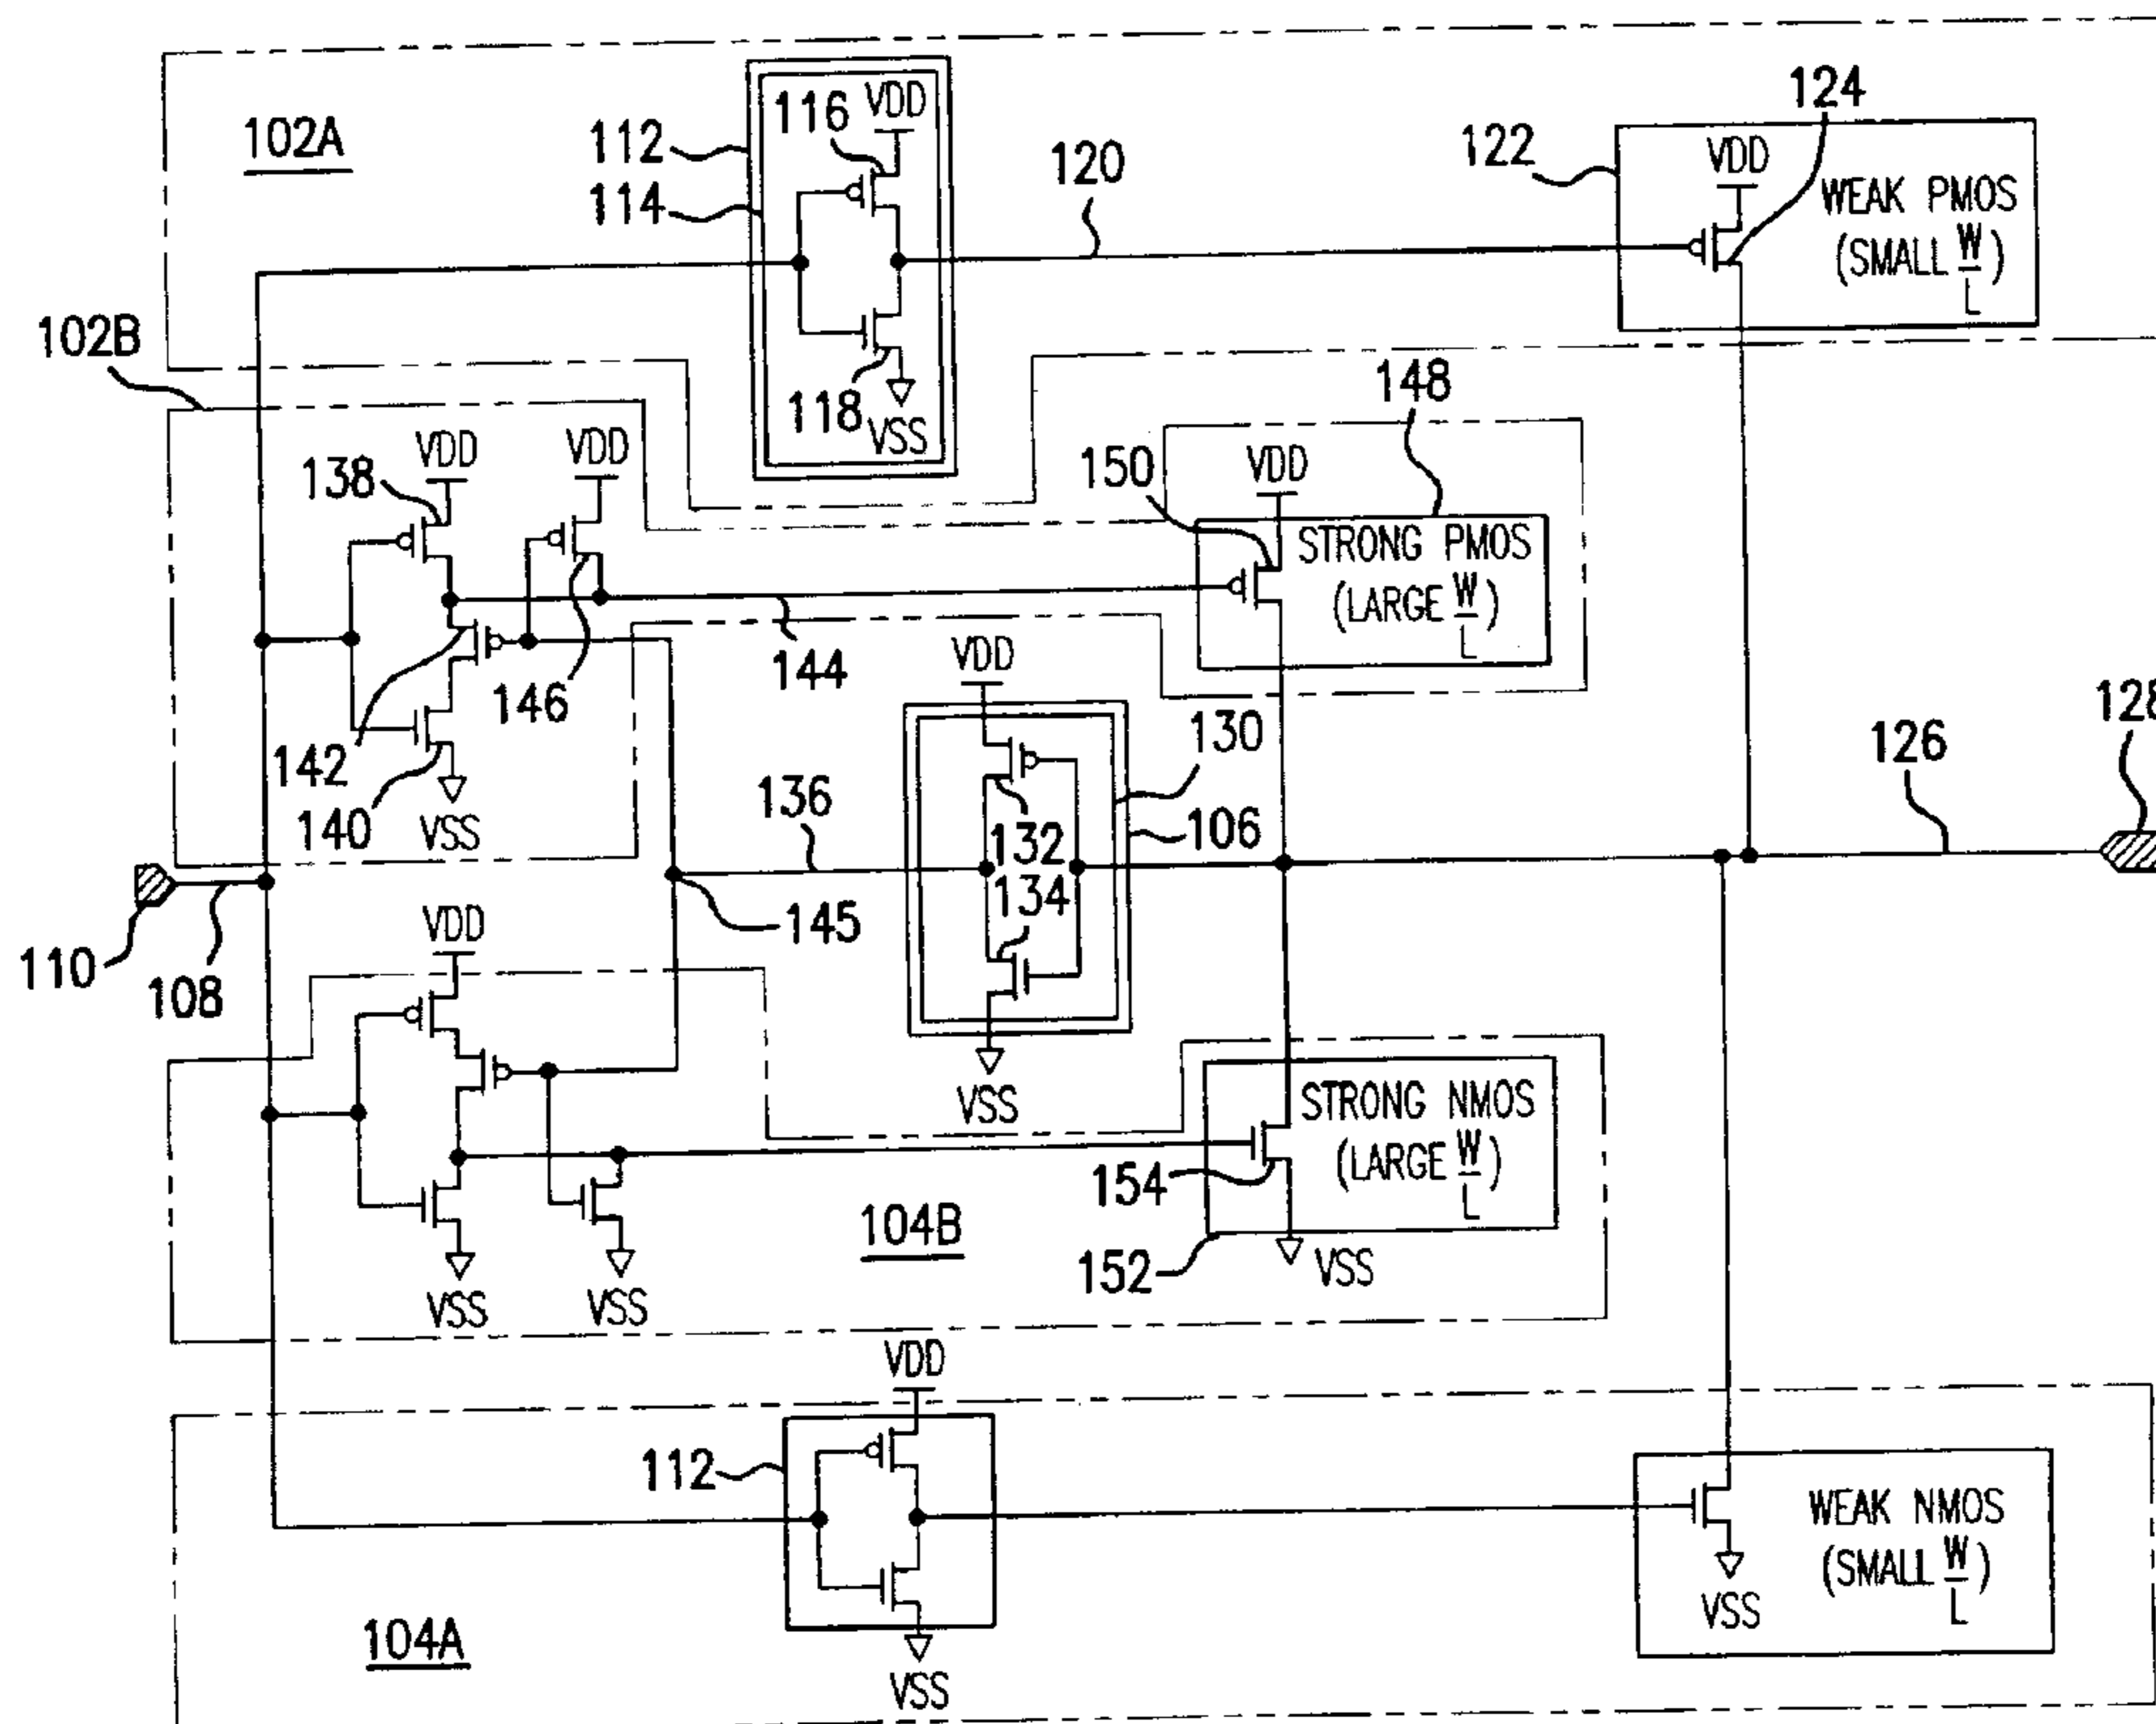 102A
112
114
116
VDD
118
VSS
120
122
124
VDD
WEAK PMOS
(SMALL W/L)
102B
138
VDD
VDD
142
140
VSS
146
144
150
VDD
148
STRONG PMOS
(LARGE W/L)
VDD
130
106
132
134
136
145
VSS
126
128
110
108
VDD
VSS
VSS
104B
154
152
STRONG NMOS
(LARGE W/L)
VSS
VDD
112
VSS
104A
WEAK NMOS
(SMALL W/L)
VSS